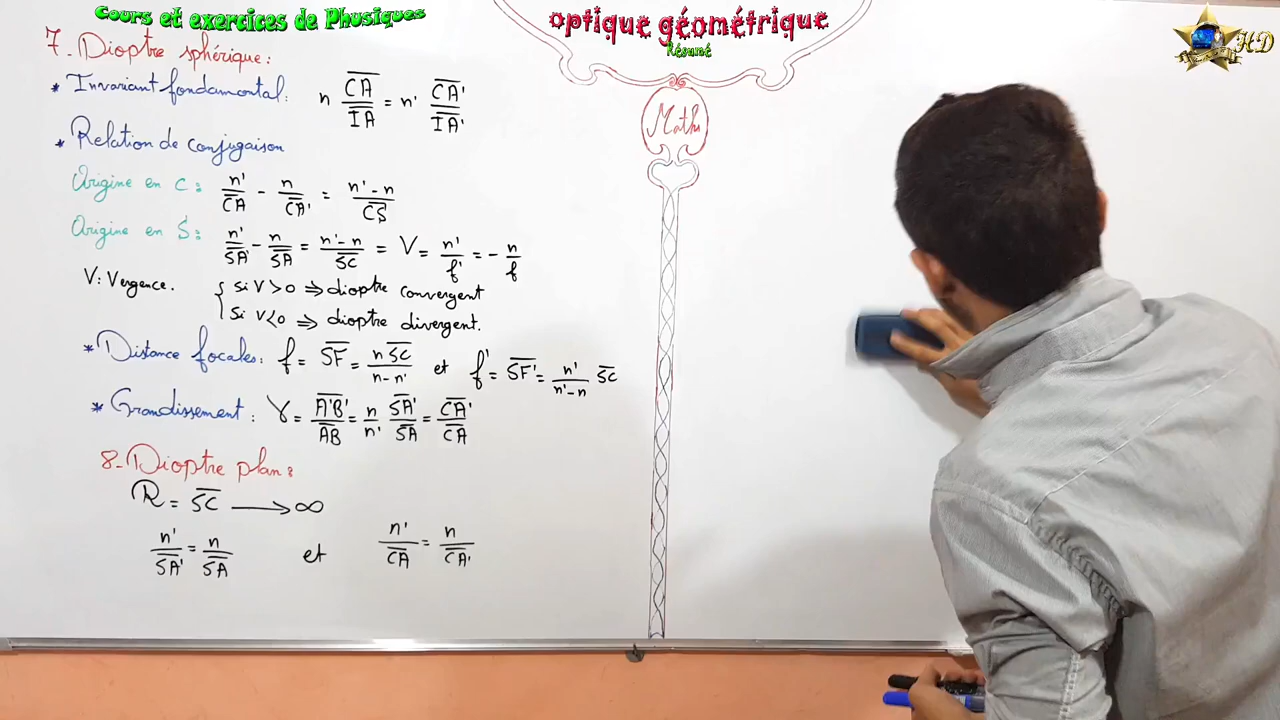 Cours et exercices de Physiques
optique géométrique
Résumé
HD
Maths
7. Dioptre sphérique:
* Invariant fondamental: n CA̅/IA̅ = n' CA'̅/IA'̅
* Relation de conjugaison
Origine en C: n'/CA̅ - n/CA'̅ = n'-n/CS̅
Origine en S: n'/SA'̅ - n/SA̅ = n'-n/SC̅ = V = n'/f' = - n/f
V: Vergence. { si V>0 ⇒ dioptre convergent
Si V<0 ⇒ dioptre divergent.
* Distance focales: f = SF̅ = n SC̅/n-n' et f' = SF'̅ = n'/n'-n SC̅
* Grandissement: γ = A'B'̅/AB̅ = n/n' SA'̅/SA̅ = CA'̅/CA̅
8. Dioptre plan:
R = SC̅ → ∞
n'/SA'̅ = n/SA̅ et n'/CA̅ = n/CA'̅